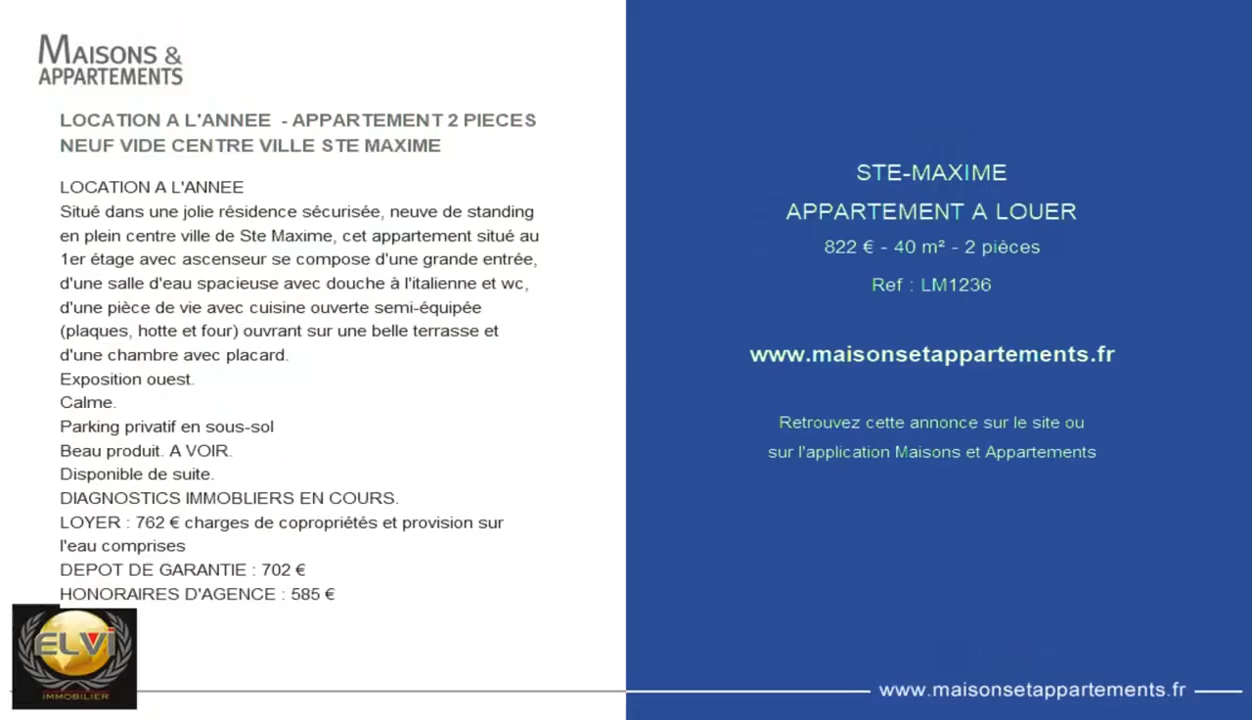 MAISONS &
APPARTEMENTS
LOCATION A L'ANNEE - APPARTEMENT 2 PIECES
NEUF VIDE CENTRE VILLE STE MAXIME
LOCATION A L'ANNEE
Situé dans une jolie résidence sécurisée, neuve de standing
en plein centre ville de Ste Maxime, cet appartement situé au
1er étage avec ascenseur se compose d'une grande entrée,
d'une salle d'eau spacieuse avec douche à l'italienne et wc,
d'une pièce de vie avec cuisine ouverte semi-équipée
(plaques, hotte et four) ouvrant sur une belle terrasse et
d'une chambre avec placard.
Exposition ouest.
Calme.
Parking privatif en sous-sol
Beau produit. A VOIR.
Disponible de suite.
DIAGNOSTICS IMMOBLIERS EN COURS.
LOYER : 762 € charges de copropriétés et provision sur
l'eau comprises
DEPOT DE GARANTIE : 702 €
HONORAIRES D'AGENCE : 585 €
ELVI
IMMOBILIER
STE-MAXIME
APPARTEMENT A LOUER
822 € - 40 m² - 2 pièces
Ref : LM1236
www.maisonsetappartements.fr
Retrouvez cette annonce sur le site ou
sur l'application Maisons et Appartements
www.maisonsetappartements.fr